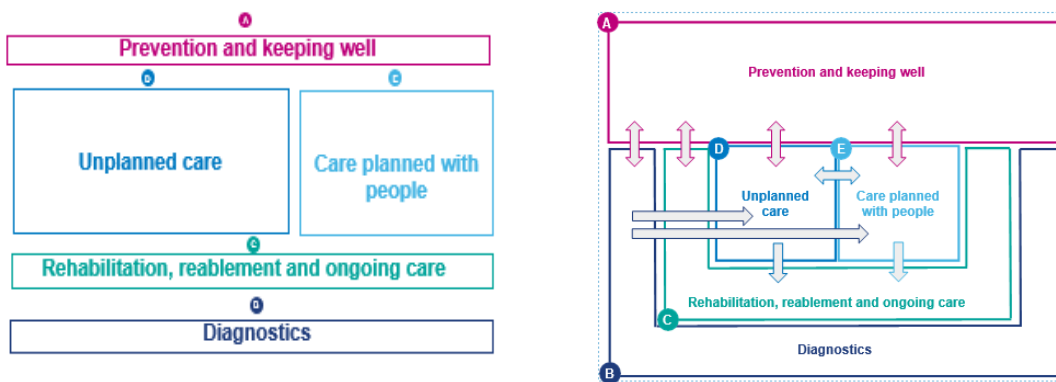 A
Prevention and keeping well
D
E
Unplanned care
Care planned with
people
C
Rehabilitation, reablement and ongoing care
B
Diagnostics
A
Prevention and keeping well
D
E
Unplanned
care
Care planned
with people
Rehabilitation, reablement and ongoing care
C
Diagnostics
B